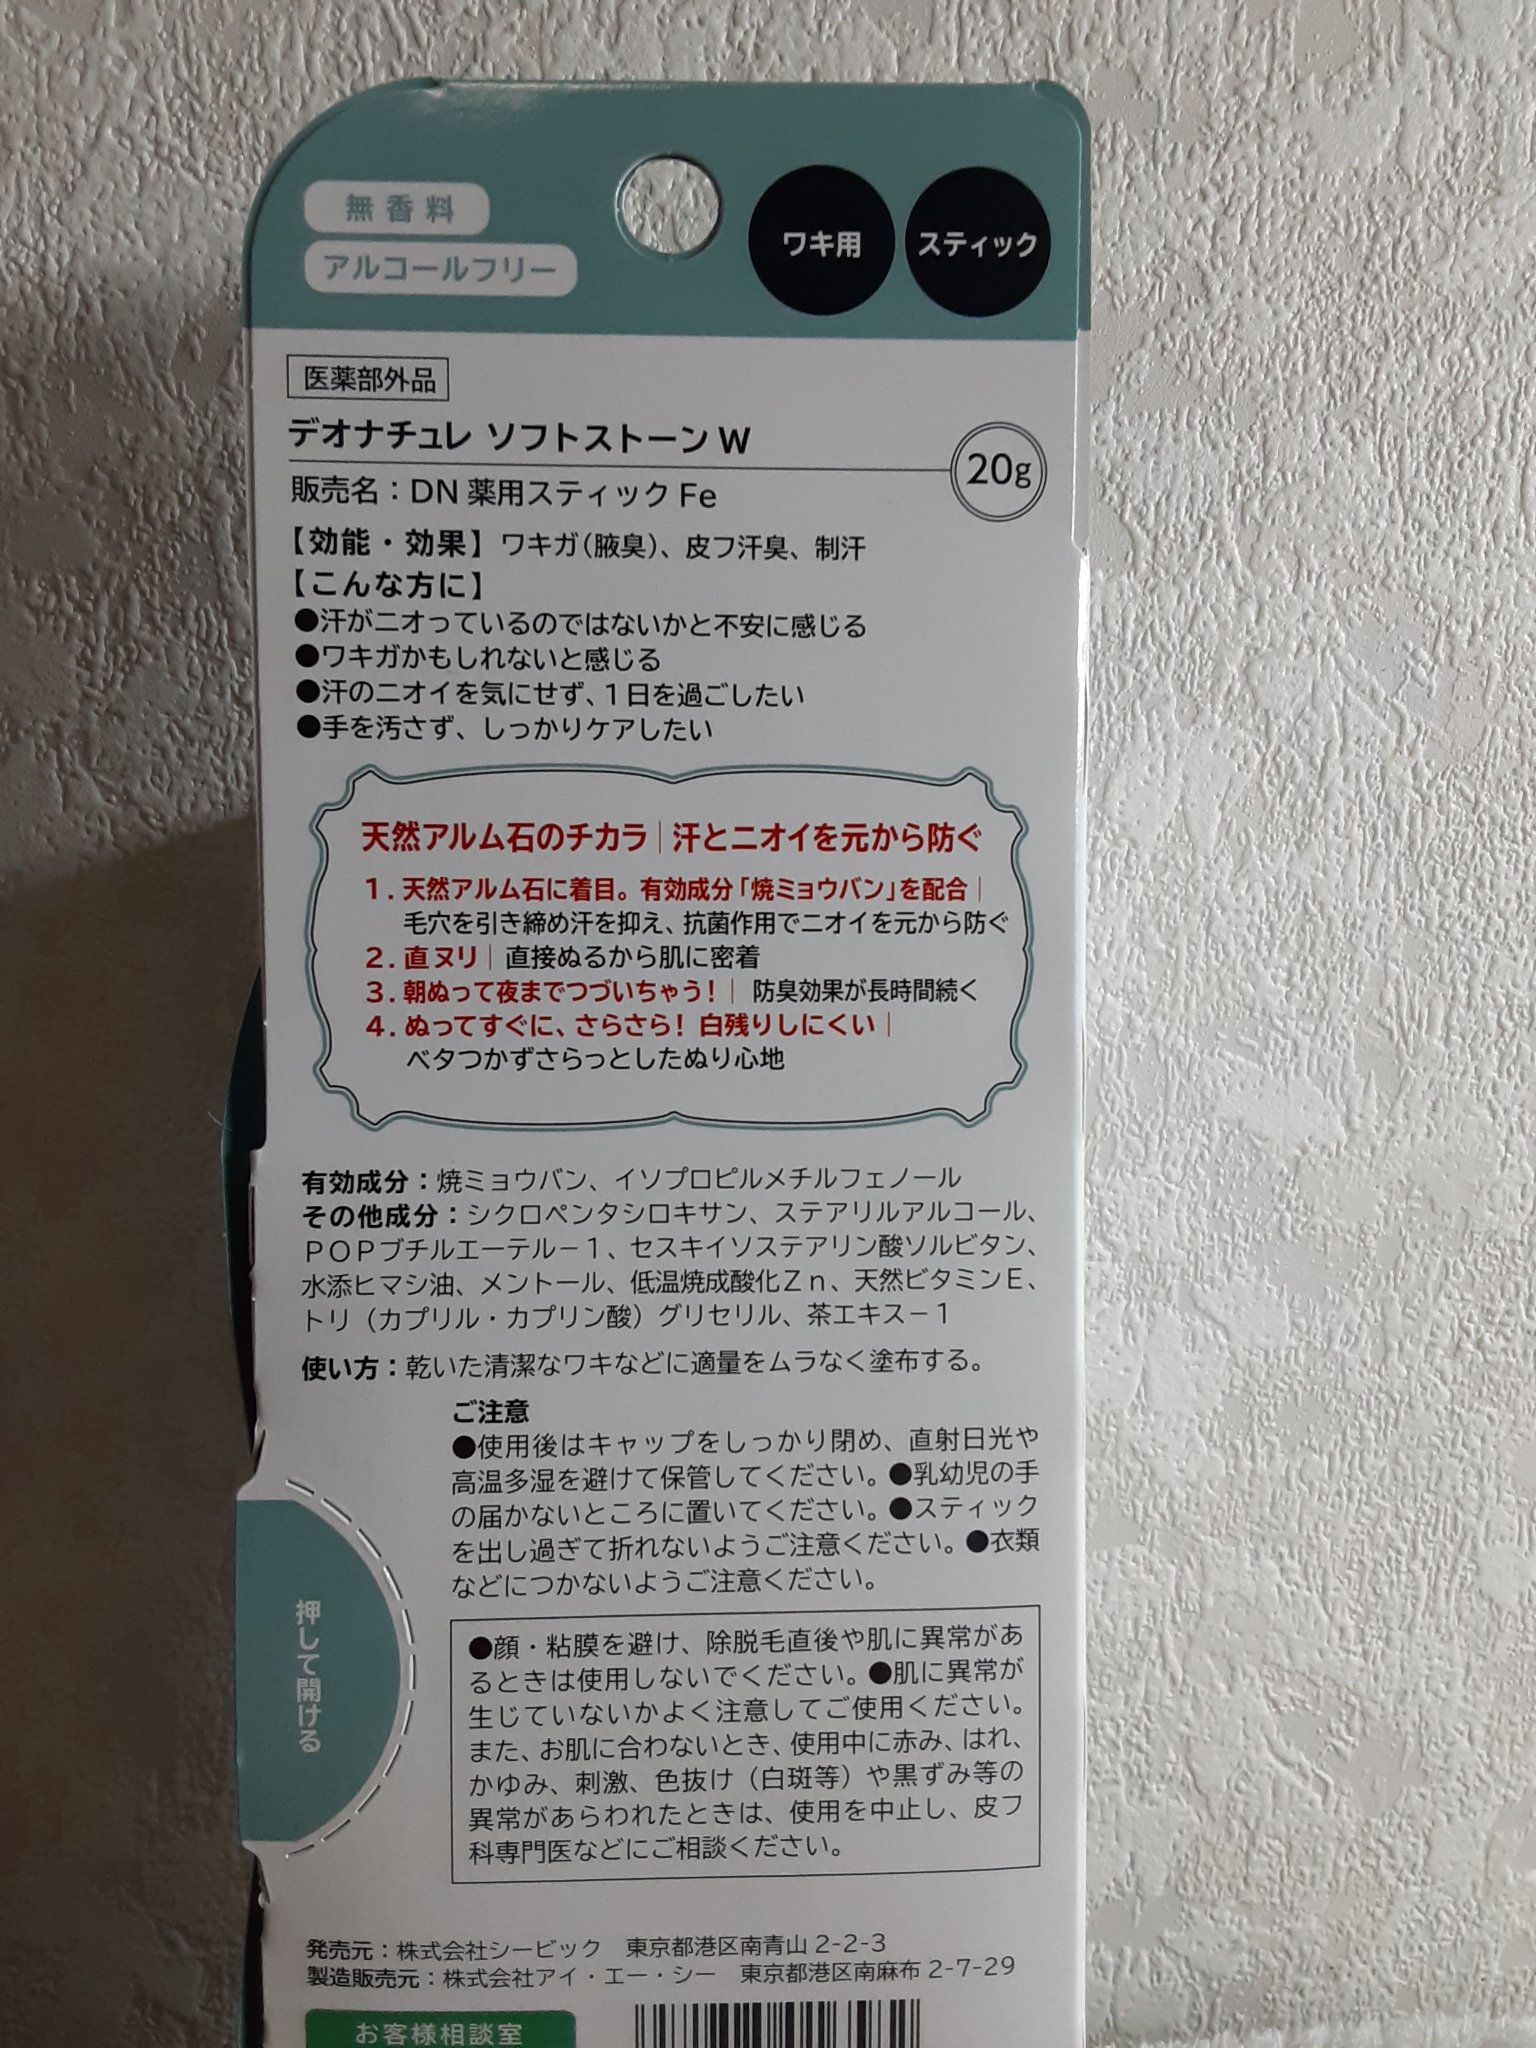 無香料
アルコールフリー
ワキ用
スティック
医薬部外品
デオナチュレ ソフトストーンW
20g
販売名：DN 薬用スティック Fe
【効能・効果】ワキガ（腋臭）、皮フ汗臭、制汗
【こんな方に】
●汗がニオっているのではないかと不安に感じる
●ワキガかもしれないと感じる
●汗のニオイを気にせず、1日を過ごしたい
●手を汚さず、しっかりケアしたい
天然アルム石のチカラ｜汗とニオイを元から防ぐ
1. 天然アルム石に着目。有効成分「焼ミョウバン」を配合｜
毛穴を引き締め汗を抑え、抗菌作用でニオイを元から防ぐ
2. 直ヌリ｜直接ぬるから肌に密着
3. 朝ぬって夜までつづいちゃう！｜ 防臭効果が長時間続く
4. ぬってすぐに、さらさら！ 白残りしにくい｜
ベタつかずさらっとしたぬり心地
有効成分：焼ミョウバン、イソプロピルメチルフェノール
その他成分：シクロペンタシロキサン、ステアリルアルコール、
ＰＯＰブチルエーテル－１、セスキイソステアリン酸ソルビタン、
水添ヒマシ油、メントール、低温焼成酸化Ｚｎ、天然ビタミンＥ、
トリ（カプリル・カプリン酸）グリセリル、茶エキス－１
使い方：乾いた清潔なワキなどに適量をムラなく塗布する。
ご注意
●使用後はキャップをしっかり閉め、直射日光や
高温多湿を避けて保管してください。●乳幼児の手
の届かないところに置いてください。●スティック
を出し過ぎて折れないようご注意ください。●衣類
などにつかないようご注意ください。
押して開ける
●顔・粘膜を避け、除脱毛直後や肌に異常があ
るときは使用しないでください。●肌に異常が
生じていないかよく注意してご使用ください。
また、お肌に合わないとき、使用中に赤み、はれ、
かゆみ、刺激、色抜け（白斑等）や黒ずみ等の
異常があらわれたときは、使用を中止し、皮フ
科専門医などにご相談ください。
発売元：株式会社シービック　東京都港区南青山 2-2-3
製造販売元：株式会社アイ・エー・シー　東京都港区南麻布 2-7-29
お客様相談室